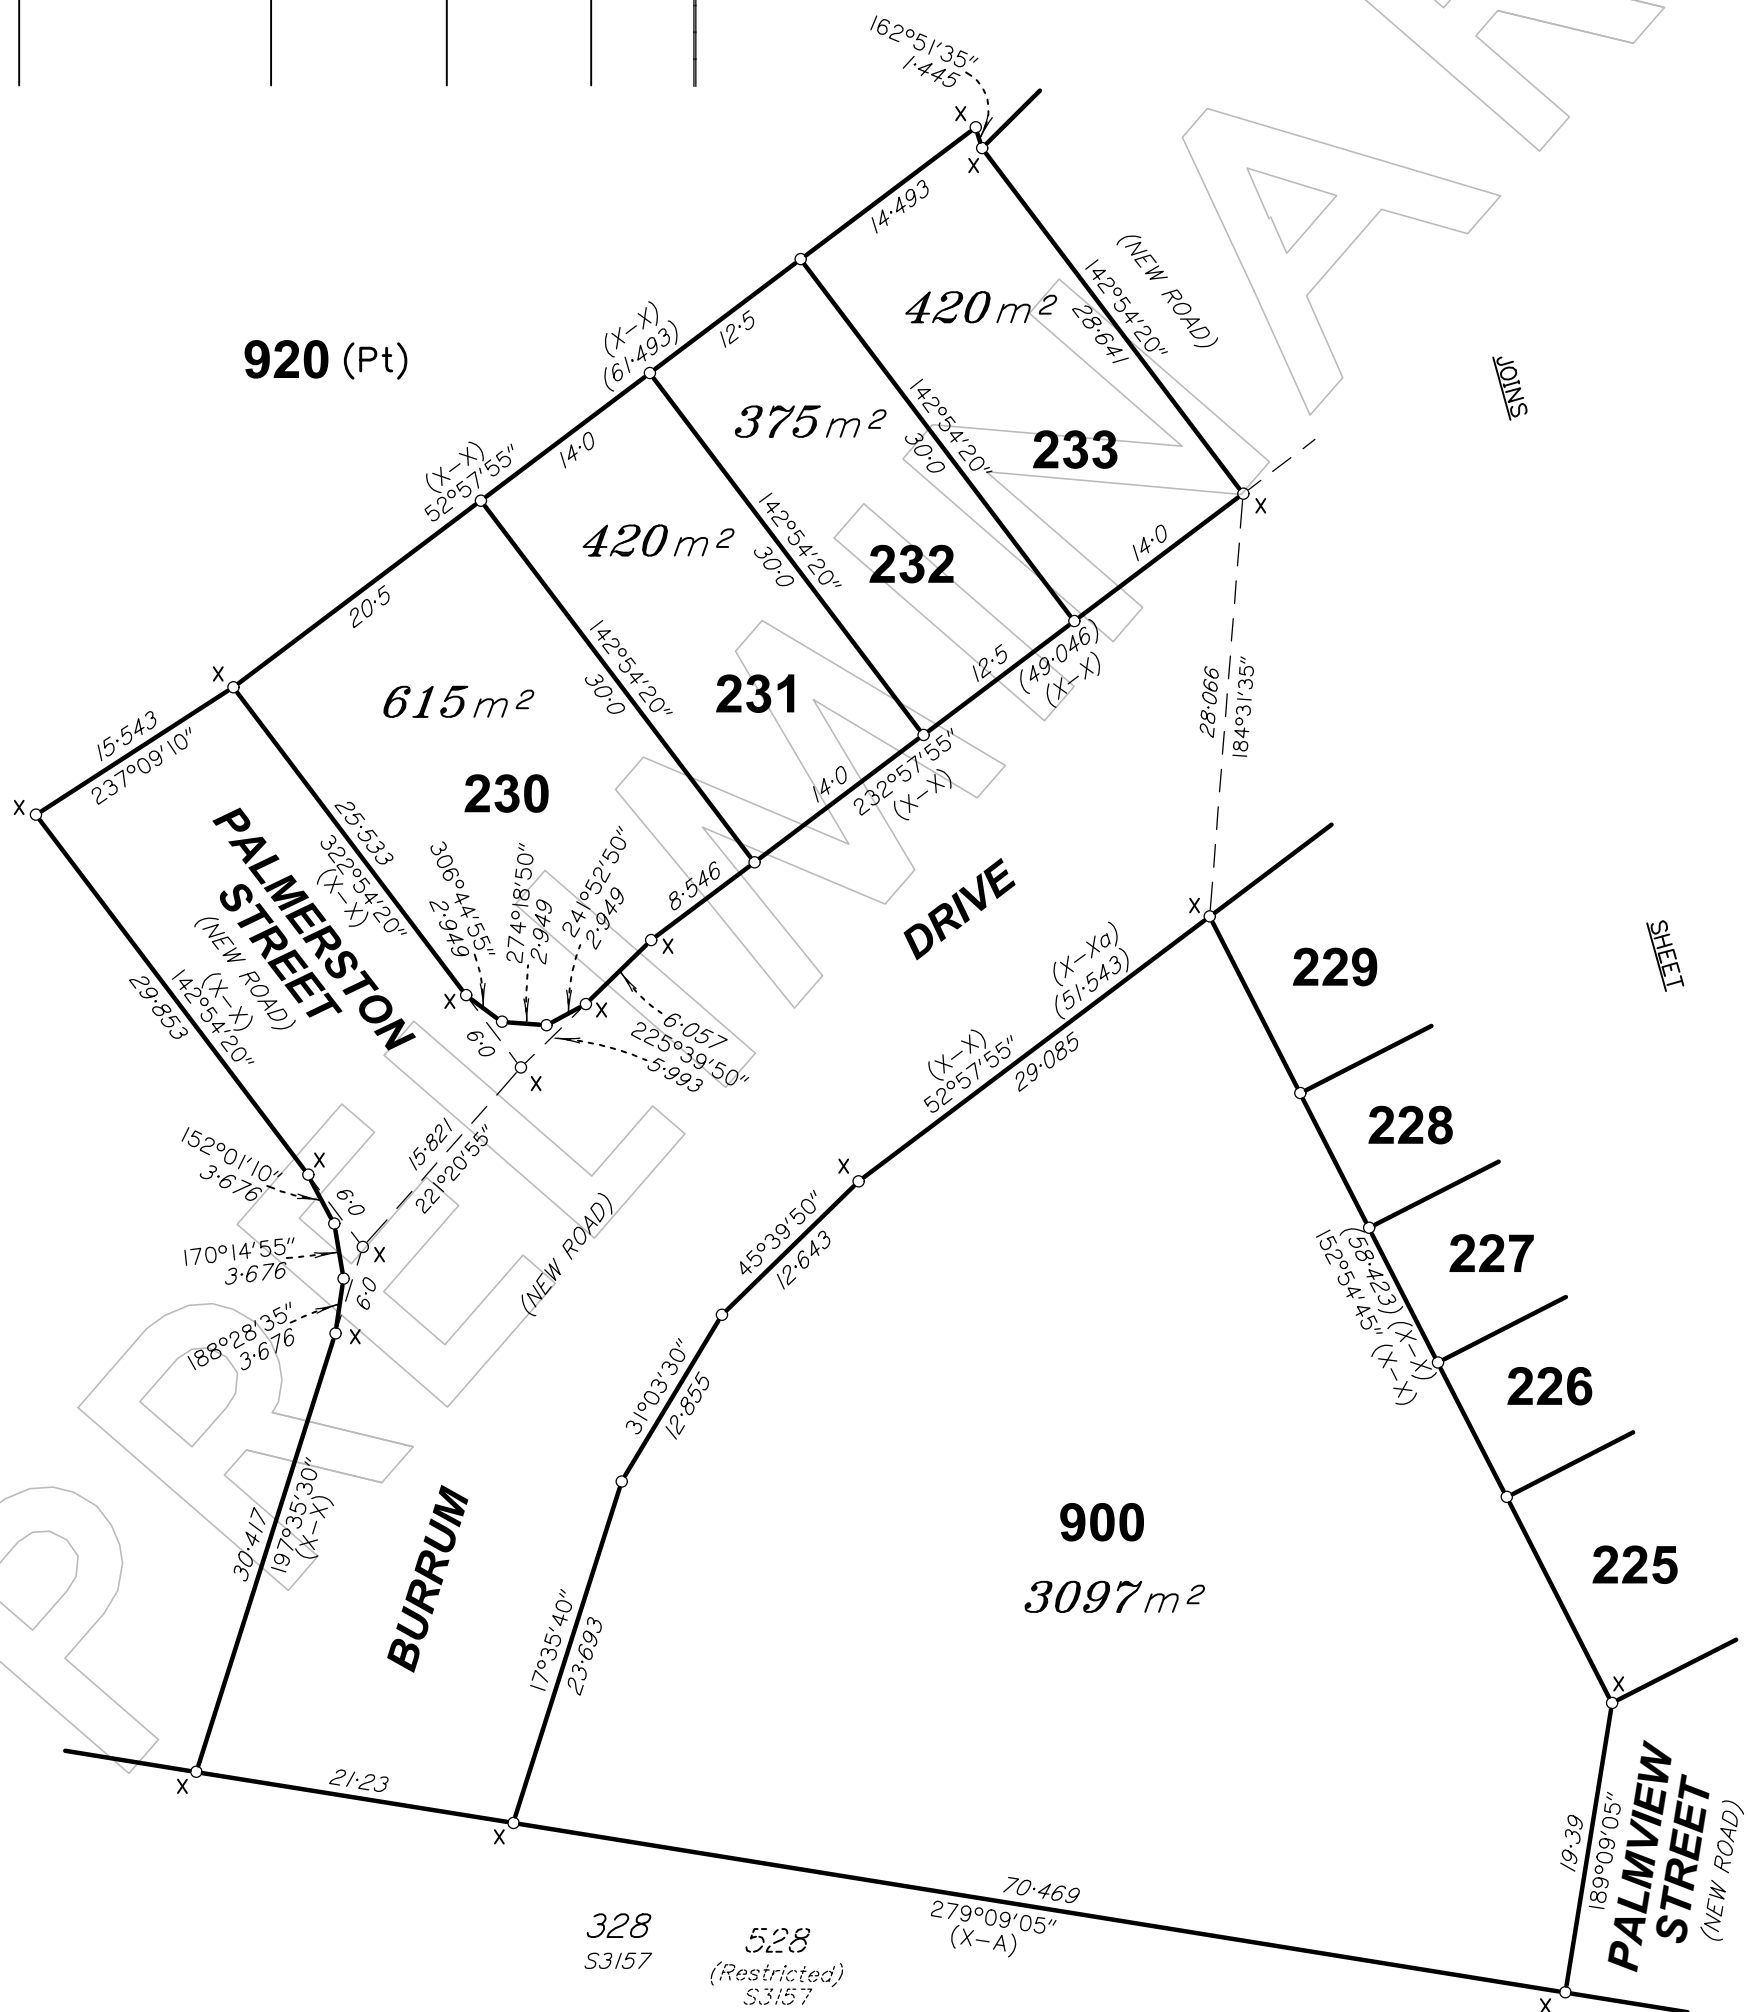 162°51'35"
1·445
X
X
14·493
(NEW ROAD)
142°54'20"
28·641
420 m²
JOINS
920 (Pt)
(X-X)
(61·493)
12·5
375 m²
142°54'20"
30·0
233
X
(X-X)
52°57'55"
14·0
420 m²
142°54'20"
30·0
232
14·0
20·5
615 m²
142°54'20"
30·0
231
12·5
(49·046)
(X-X)
28·066
184°31'35"
X
15·543
237°09'10"
X
230
14·0
232°57'55"
(X-X)
PALMERSTON
STREET
(NEW ROAD)
25·533
322°54'20"
(X-X)
306°44'55"
2·949
274°18'50"
2·949
241°52'50"
2·949
8·546
X
DRIVE
X
229
SHEET
29·853
142°54'20"
(X-X)
X
6·0
X
X
6·057
225°39'50"
5·993
(X-Xa)
(51·543)
(X-X)
52°57'55"
29·085
228
152°01'10"
3·676
X
6·0
15·821
221°20'55"
X
45°39'50"
12·643
170°14'55"
3·676
X
6·0
(NEW ROAD)
227
(58·423) (X-X)
152°54'45" (X-X)
188°28'35"
3·676
X
31°03'30"
12·855
226
30·417
197°35'30"
(X-X)
BURRUM
900
3097 m²
225
17°35'40"
23·693
X
X
21·23
X
19·39
189°09'05"
PALMVIEW
STREET
(NEW ROAD)
70·469
279°09'05"
(X-A)
328
S3157
528
(Restricted)
S3157
X